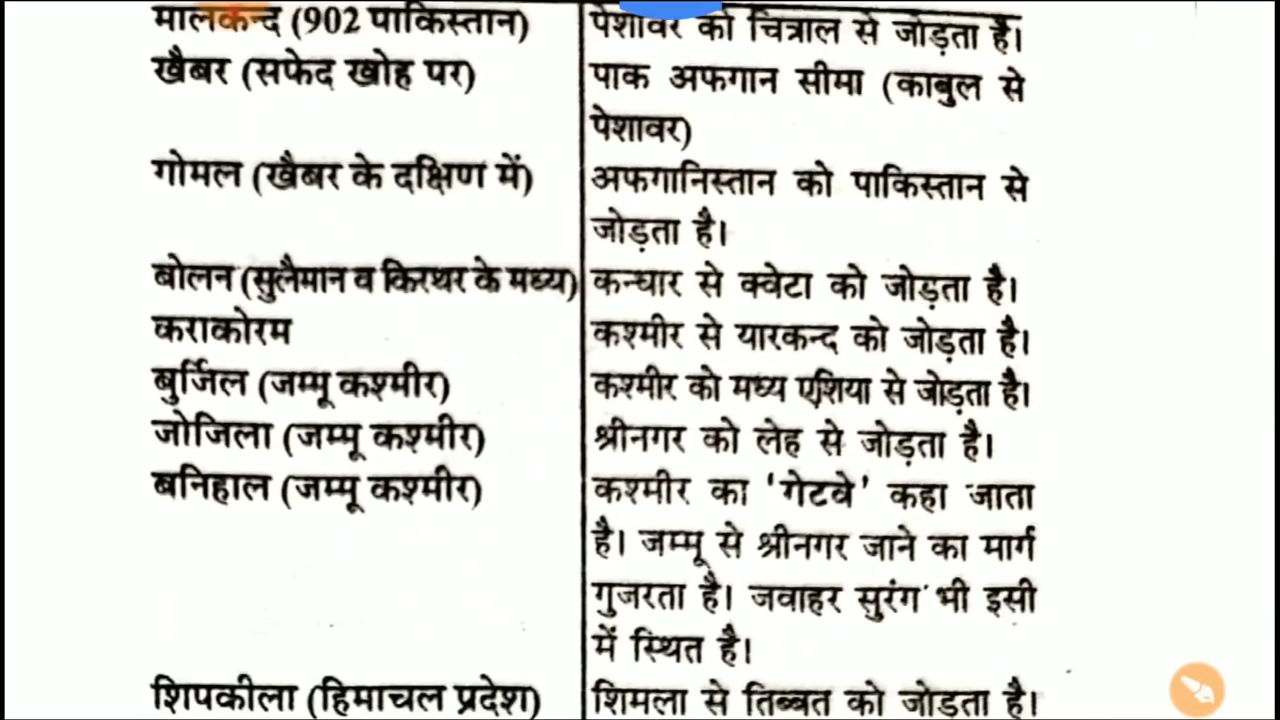 मालकन्द (902 पाकिस्तान) पेशावर को चित्राल से जोड़ता है।
खैबर (सफेद खोह पर) पाक अफगान सीमा (काबुल से
पेशावर)
गोमल (खैबर के दक्षिण में) अफगानिस्तान को पाकिस्तान से
जोड़ता है।
बोलन (सुलैमान व किरथर के मध्य) कन्धार से क्वेटा को जोड़ता है।
कराकोरम कश्मीर से यारकन्द को जोड़ता है।
बुर्जिल (जम्मू कश्मीर) कश्मीर को मध्य एशिया से जोड़ता है।
जोजिला (जम्मू कश्मीर) श्रीनगर को लेह से जोड़ता है।
बनिहाल (जम्मू कश्मीर) कश्मीर का 'गेटवे' कहा जाता
है। जम्मू से श्रीनगर जाने का मार्ग
गुजरता है। जवाहर सुरंग भी इसी
में स्थित है।
शिपकीला (हिमाचल प्रदेश) शिमला से तिब्बत को जोड़ता है।